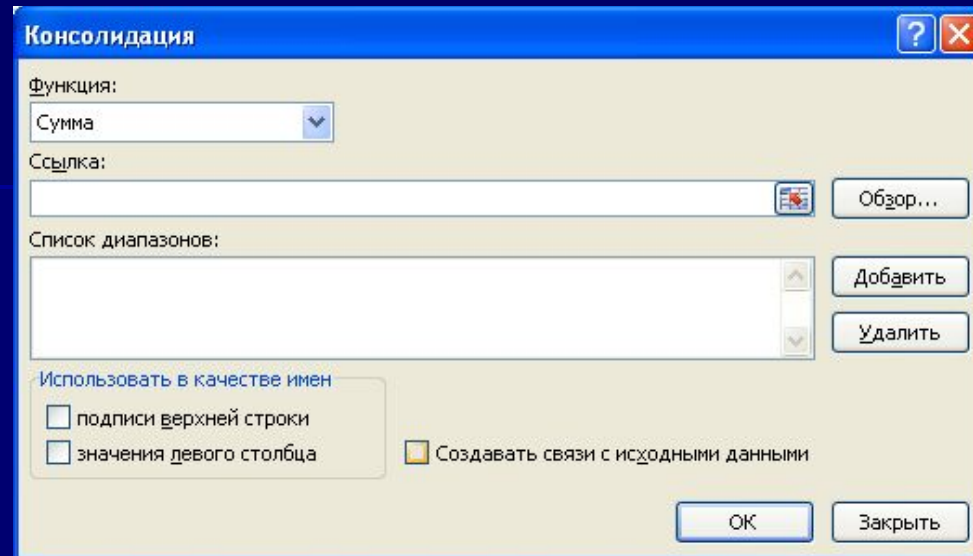 Консолидация
Функция:
Сумма
Ссылка:
Обзор...
Список диапазонов:
Добавить
Удалить
Использовать в качестве имен
подписи верхней строки
значения левого столбца
Создавать связи с исходными данными
ОК
Закрыть